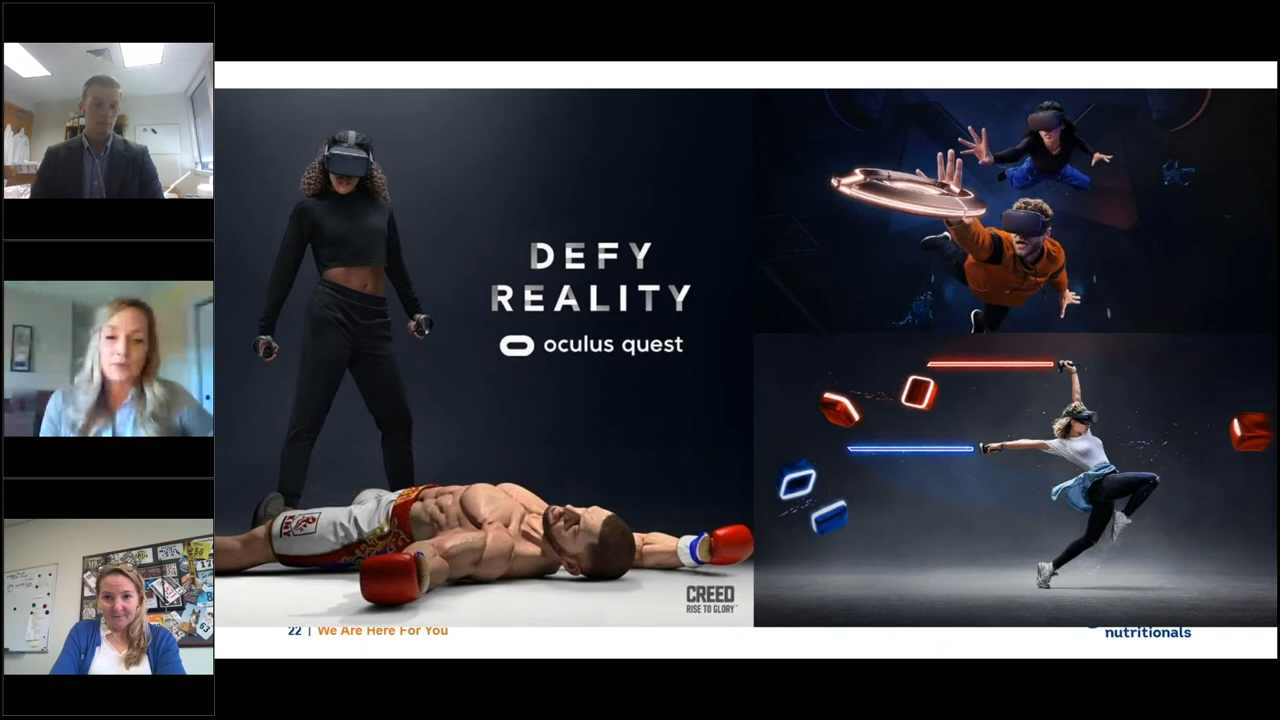 DEFY
REALITY
oculus quest
CREED
RISE TO GLORY
22 | We Are Here For You
nutritionals